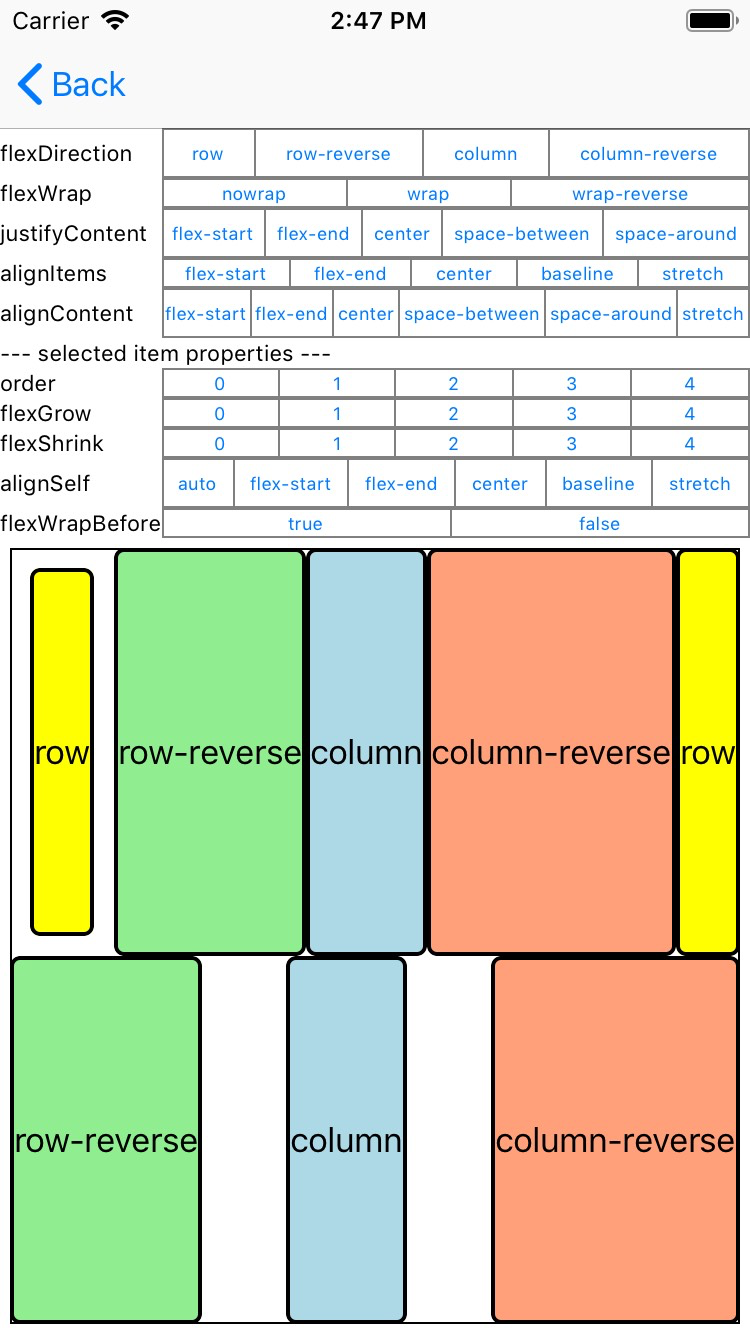 Carrier 2:47 PM
Back
flexDirection row row-reverse column column-reverse
flexWrap nowrap wrap wrap-reverse
justifyContent flex-start flex-end center space-between space-around
alignItems flex-start flex-end center baseline stretch
alignContent flex-start flex-end center space-between space-around stretch
--- selected item properties ---
order 0 1 2 3 4
flexGrow 0 1 2 3 4
flexShrink 0 1 2 3 4
alignSelf auto flex-start flex-end center baseline stretch
flexWrapBefore true false
row row-reverse column column-reverse row
row-reverse column column-reverse